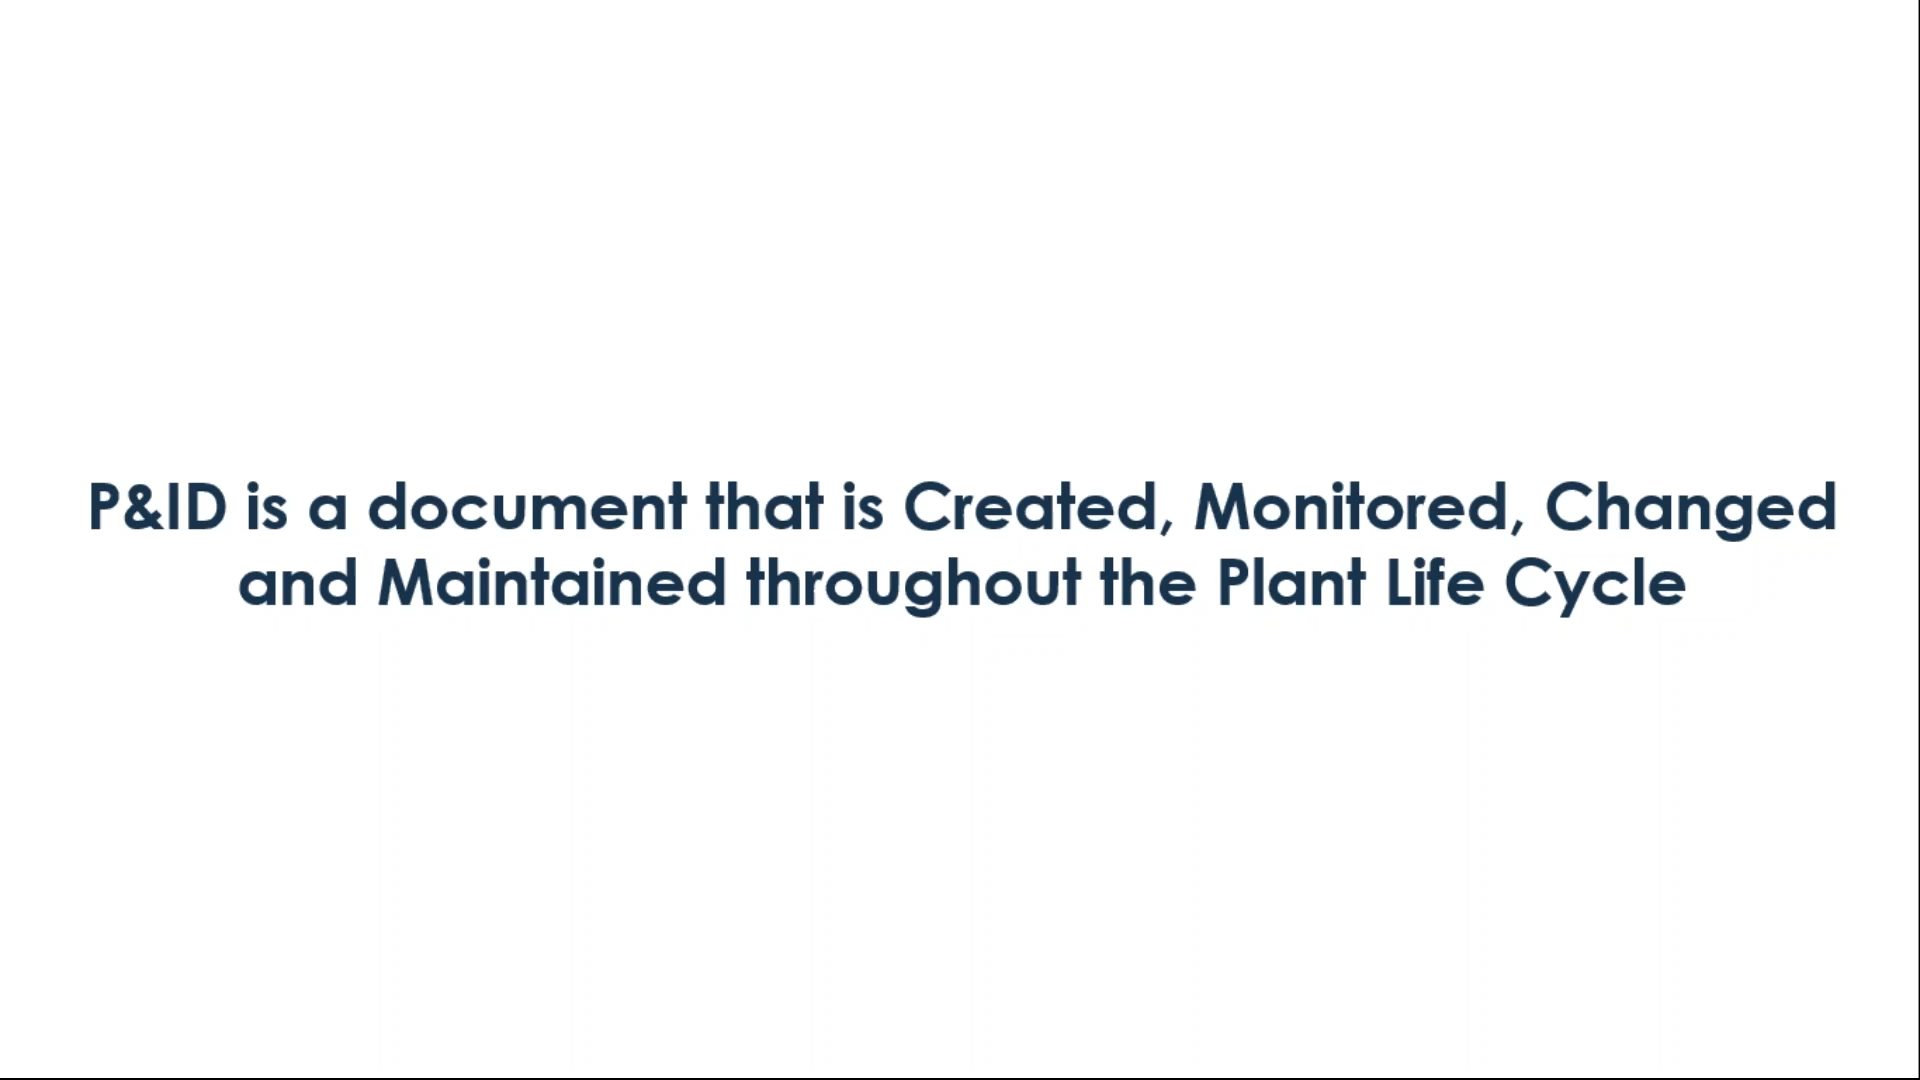 P&ID is a document that is Created, Monitored, Changed
and Maintained throughout the Plant Life Cycle